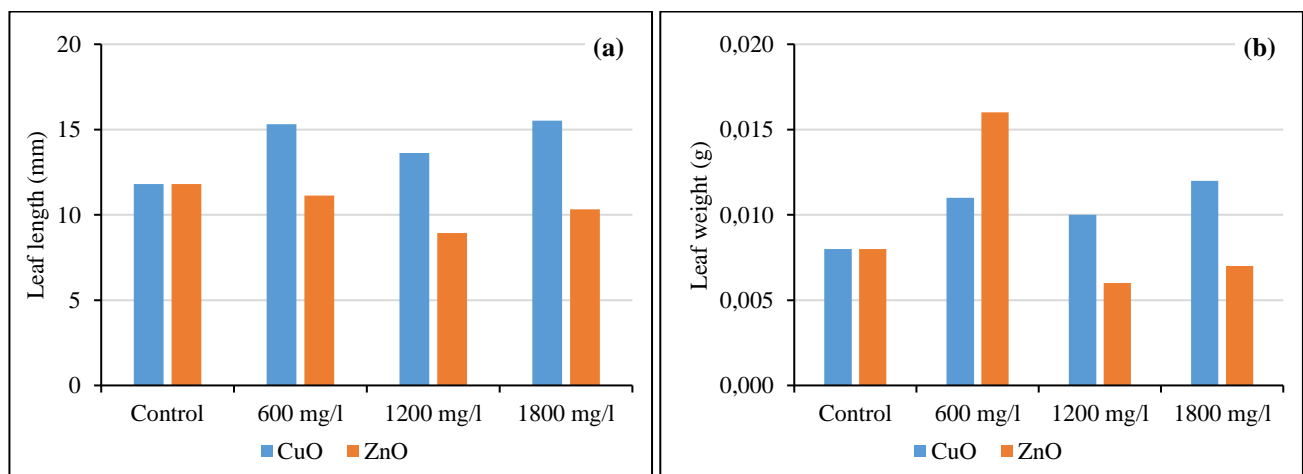 (a)
Leaf length (mm)
20
15
10
5
0
Control 600 mg/l 1200 mg/l 1800 mg/l
CuO ZnO
(b)
Leaf weight (g)
0,020
0,015
0,010
0,005
0,000
Control 600 mg/l 1200 mg/l 1800 mg/l
CuO ZnO